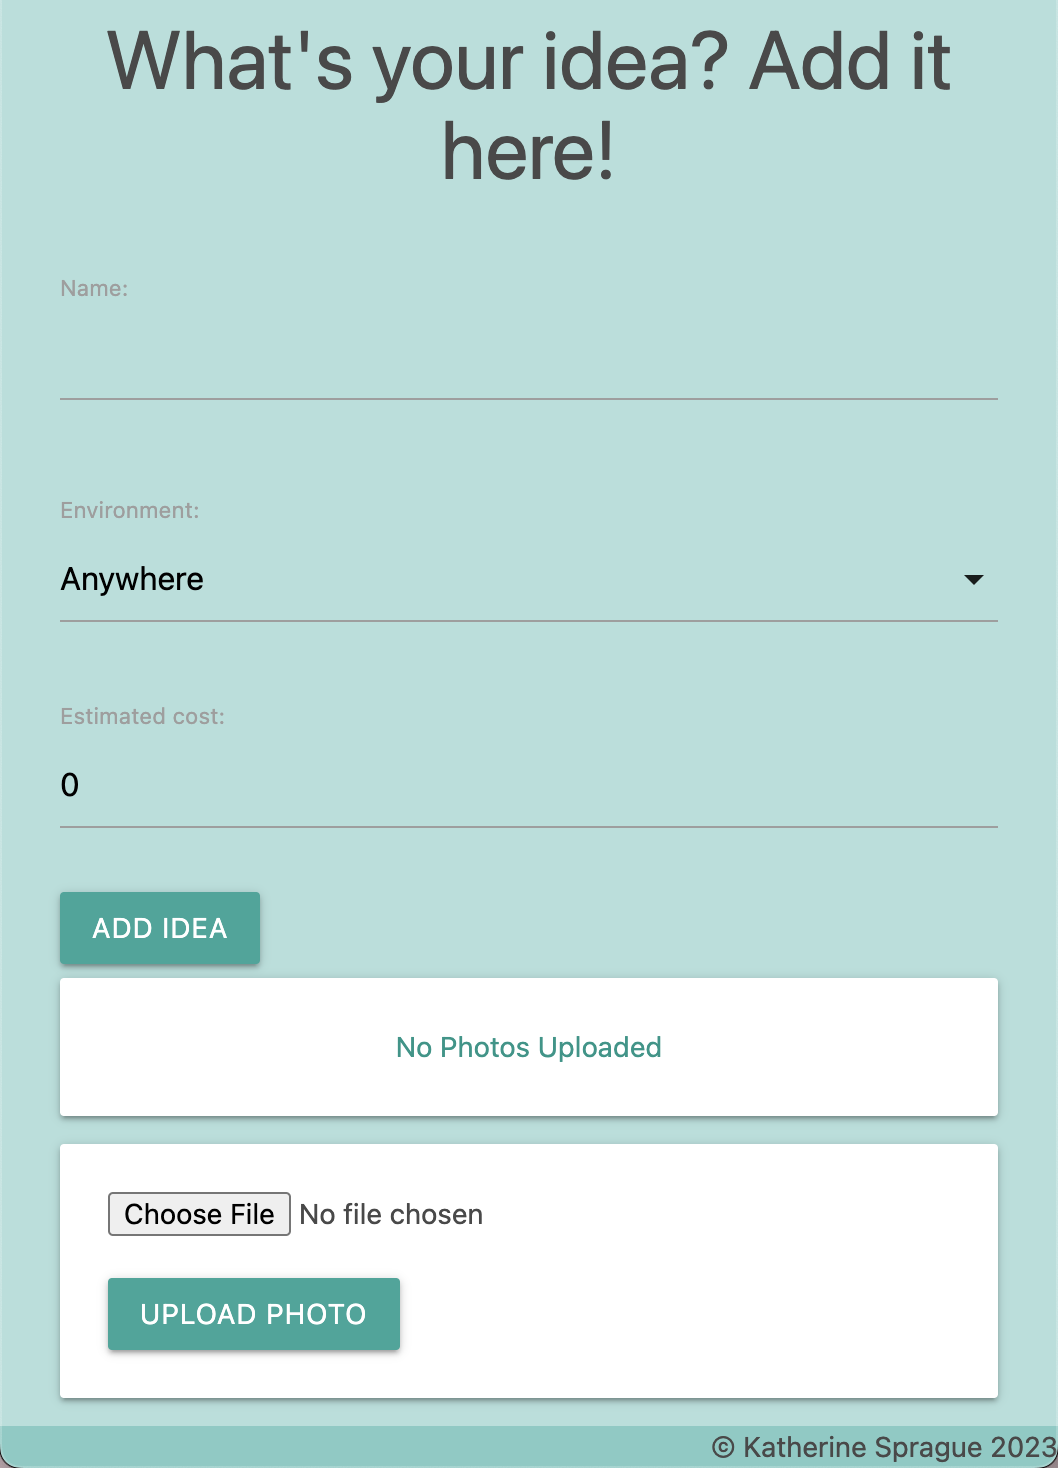 What's your idea? Add it
here!
Name:
Environment:
Anywhere
Estimated cost:
0
ADD IDEA
No Photos Uploaded
Choose File No file chosen
UPLOAD PHOTO
© Katherine Sprague 2023